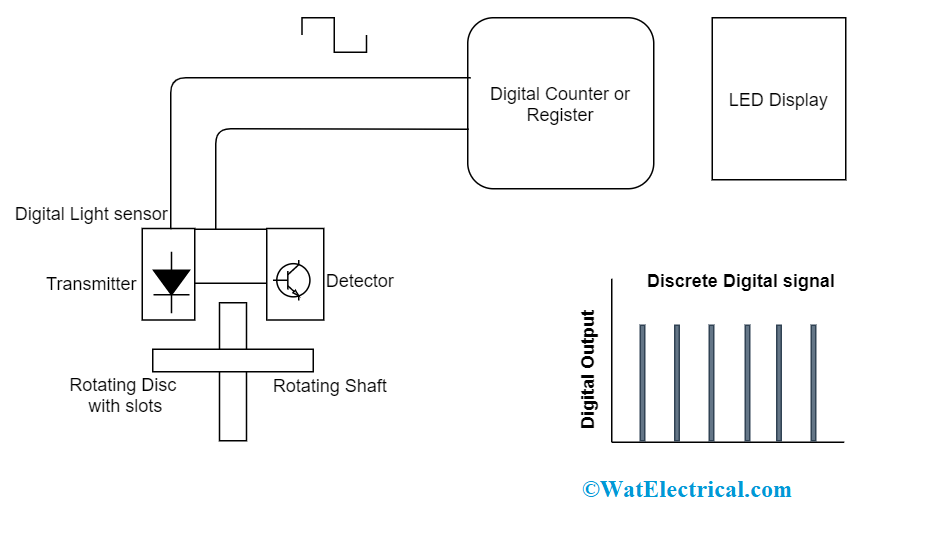 Digital Counter or
Register
LED Display
Digital Light sensor
Transmitter
Detector
Rotating Disc
with slots
Rotating Shaft
Discrete Digital signal
Digital Output
©WatElectrical.com